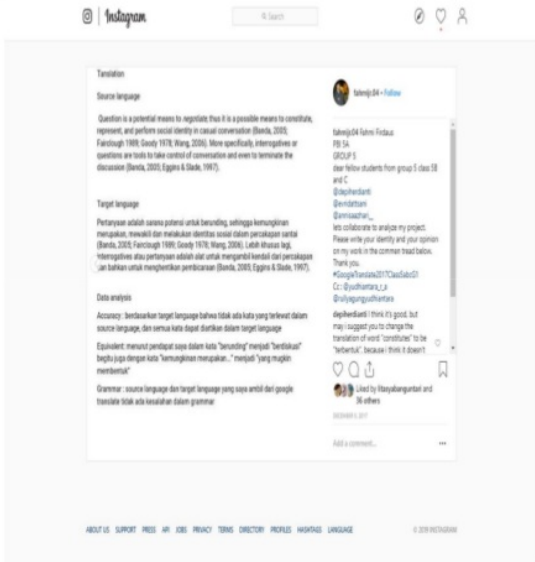 Instagram
Search
Tanslation
Source language
Question is a potential means to negotiate; thus it is a possible means to constitute,
represent, and perform social identity in casual conversation (Banda, 2005;
Fairclough 1989; Goody 1978; Wang, 2006). More specifically, interrogatives or
questions are tools to take control of conversation and even to terminate the
discussion (Banda, 2005; Eggins & Slade, 1997).
Target language
Pertanyaan adalah sarana potensi untuk berunding, sehingga kemungkinan
merupakan, mewakili dan melakukan identitas sosial dalam percakapan santai
(Banda, 2005; Fairclough 1989; Goody 1978; Wang, 2006). Lebih khusus lagi,
interogatives atau pertanyaan adalah alat untuk mengambil kendali dari percakapan
dan bahkan untuk menghentikan pembicaraan (Banda, 2005; Eggins & Slade, 1997).
Data analysis
Accuracy : berdasarkan target language bahwa tidak ada kata yang terlewat dalam
source language, dan semua kata dapat diartikan dalam target language
Equivalent: menurut pendapat saya dalam kata "berunding" menjadi "berdiskusi"
begitu juga dengan kata "kemungkinan merupakan..." menjadi "yang mugkin
membentuk"
Grammar : source language dan target language yang saya ambil dari google
translate tidak ada kesalahan dalam grammar
fahmijc04 • Follow
fahmijc04 Fahmi Firdaus
PBI 5A
GROUP 5
dear fellow students from group 5 class 5B
and C
@depiherdianti
@evindattiani
lets collaborate to analyze my project.
Please write your identity and your opinion
on my work in the commen tread below.
Thank you.
#GoogleTranslate2017ClassSabcG1
Cc : @yudhiantara_r_a
@rullyagungyudhiantara
depiherdianti I think it's good, but
may i suggest you to change the
translation of word "constitutes" to be
"terbentuk". because i think it doesn't
Liked by and
36 others
DECEMBER 5, 2017
Add a comment...
ABOUT US SUPPORT PRESS API JOBS PRIVACY TERMS DIRECTORY PROFILES HASHTAGS LANGUAGE
© 2019 INSTAGRAM